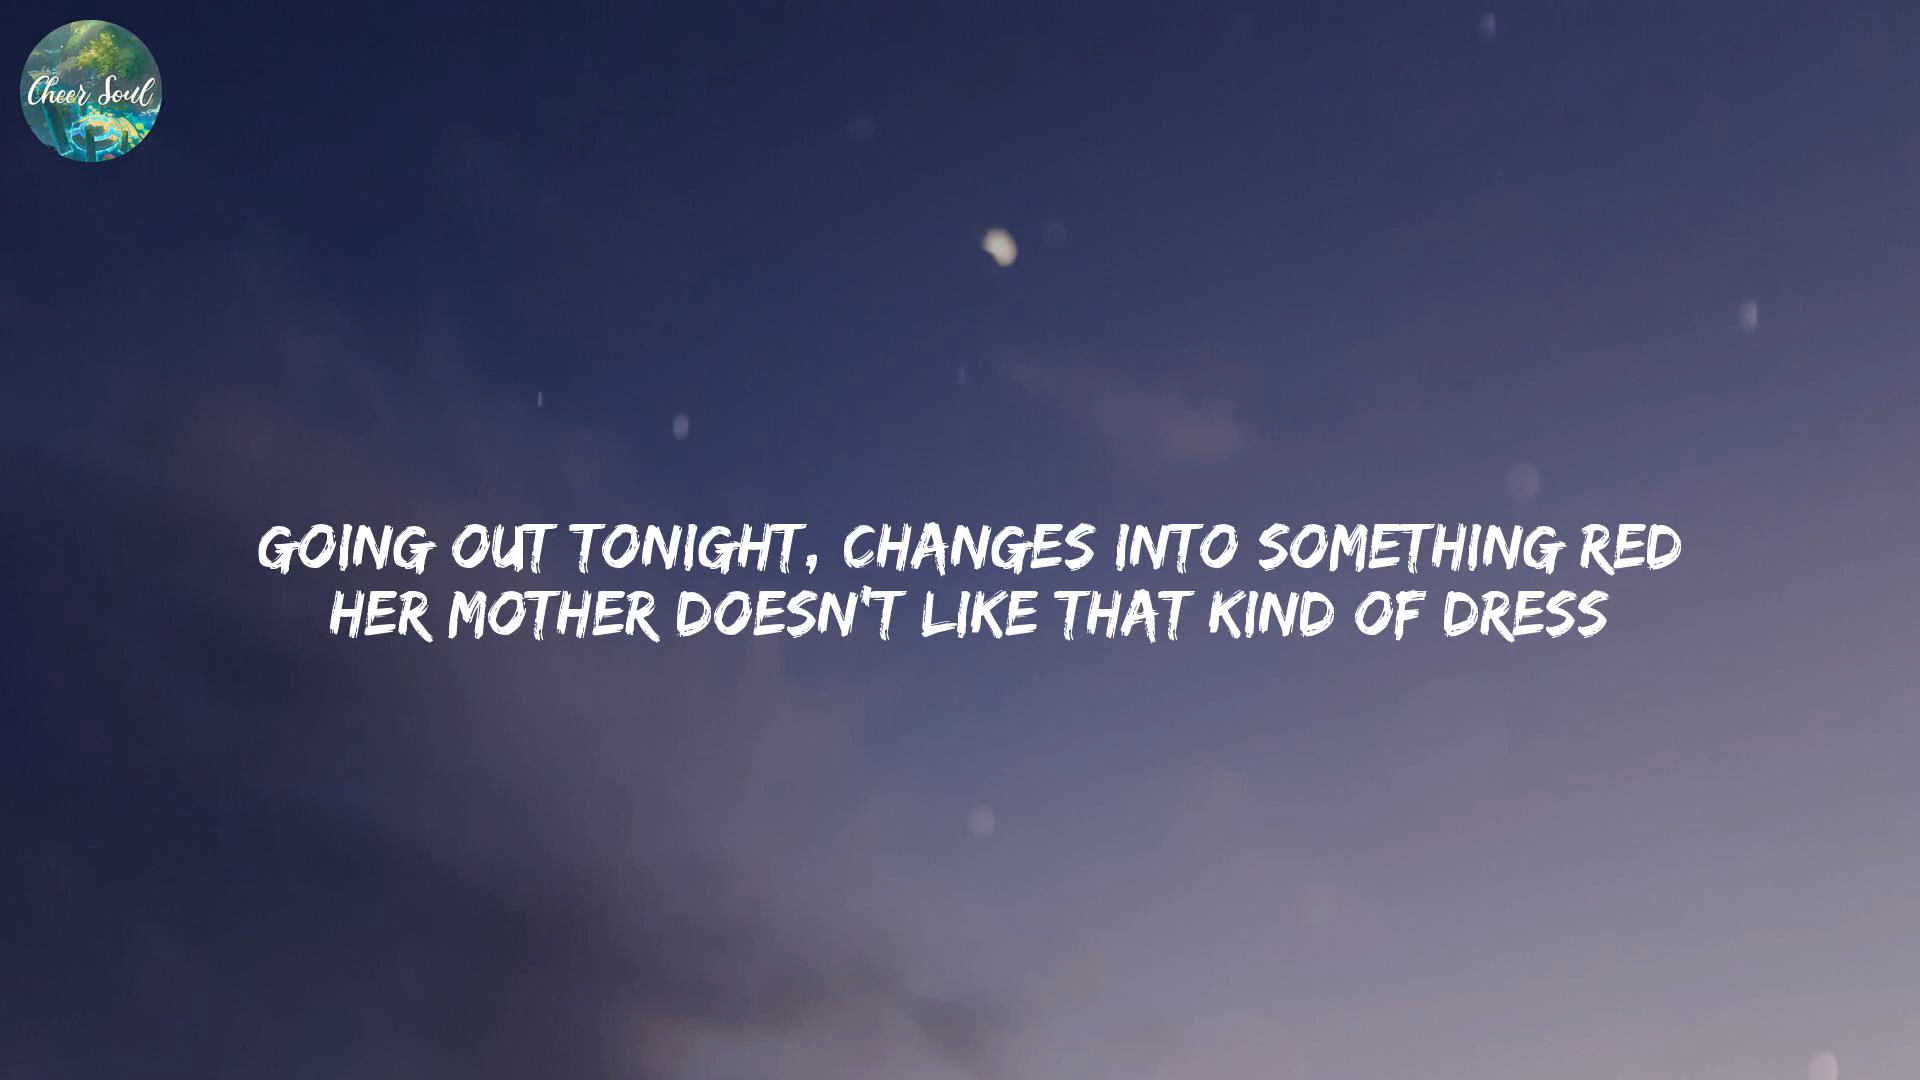 Cheer Soul
GOING OUT TONIGHT, CHANGES INTO SOMETHING RED
HER MOTHER DOESN'T LIKE THAT KIND OF DRESS